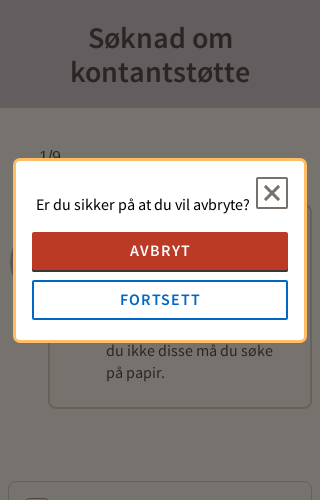 Søknad om
kontantstøtte
1/9
Er du sikker på at du vil avbryte?
AVBRYT
FORTSETT
du ikke disse må du søke
på papir.